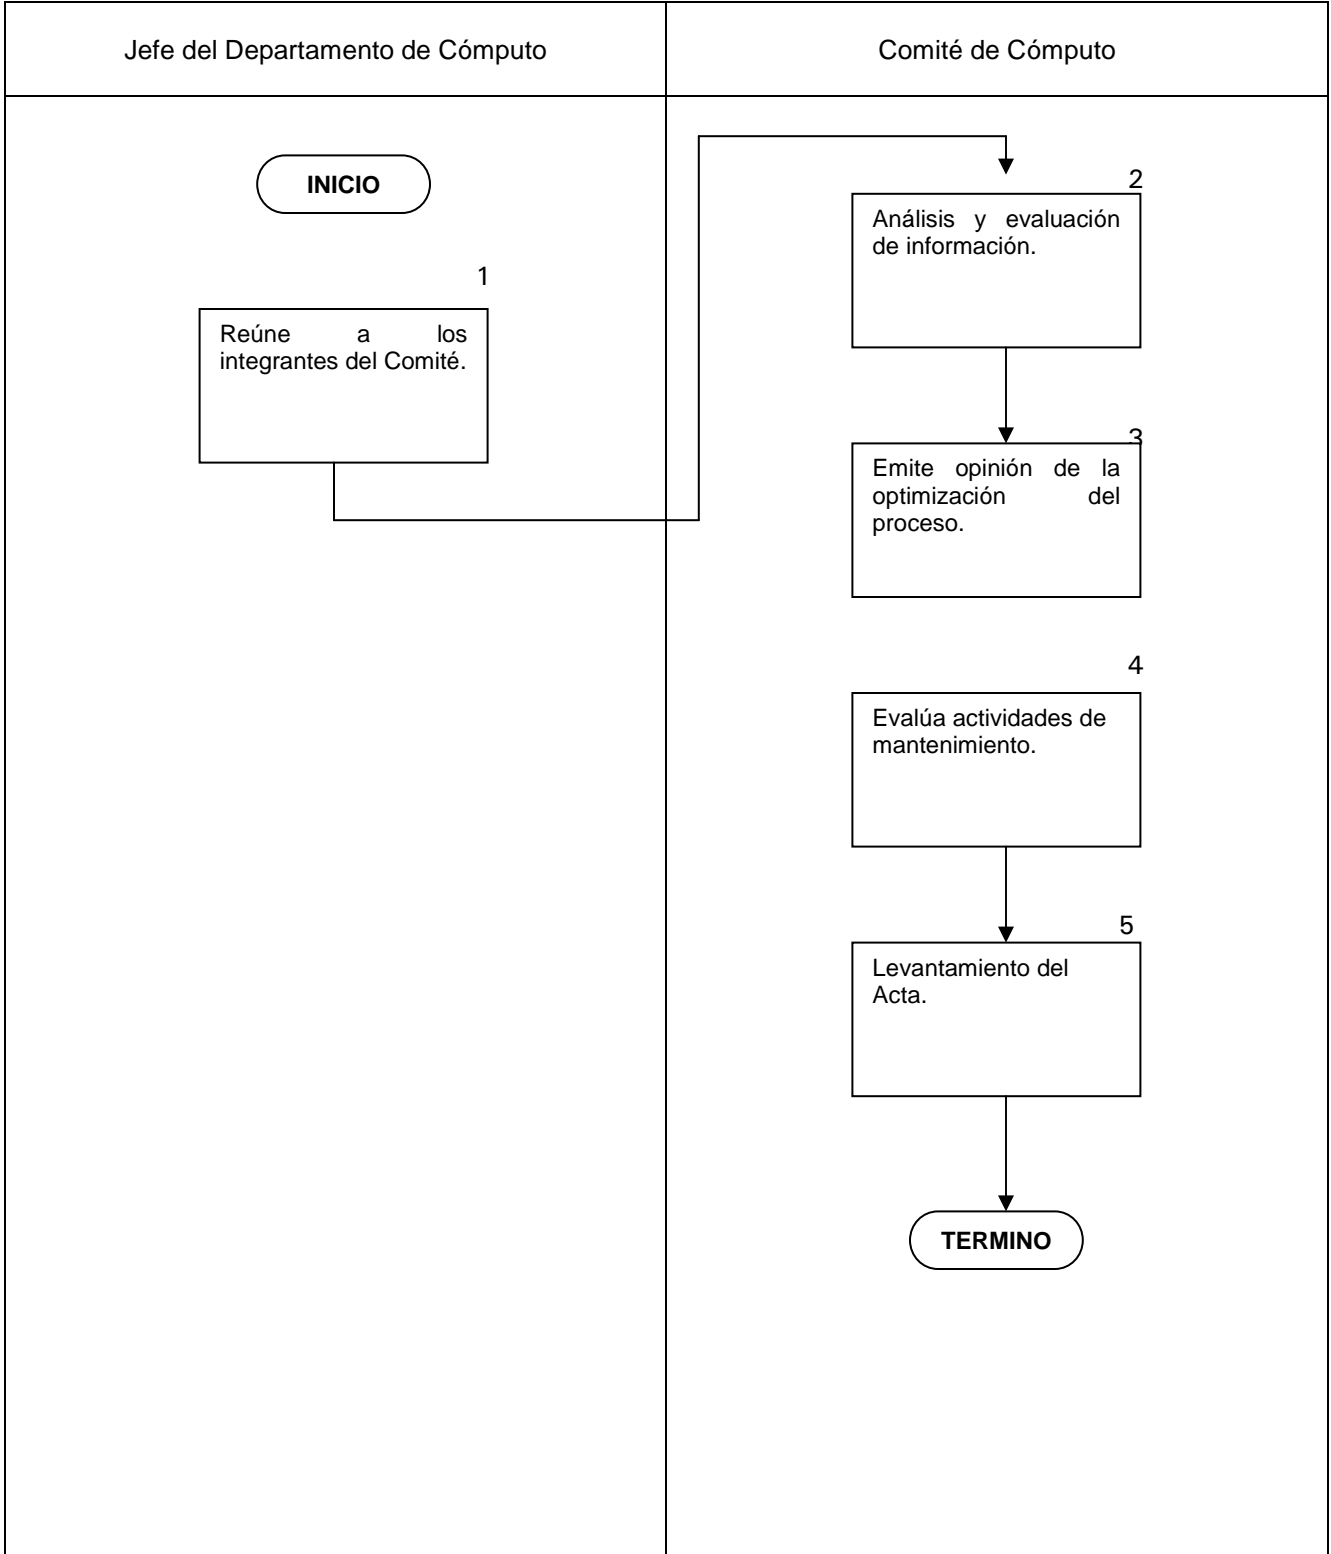 Jefe del Departamento de Cómputo
Comité de Cómputo
INICIO
1
Reúne a los
integrantes del Comité.
2
Análisis y evaluación
de información.
3
Emite opinión de la
optimización del
proceso.
4
Evalúa actividades de
mantenimiento.
5
Levantamiento del
Acta.
TERMINO